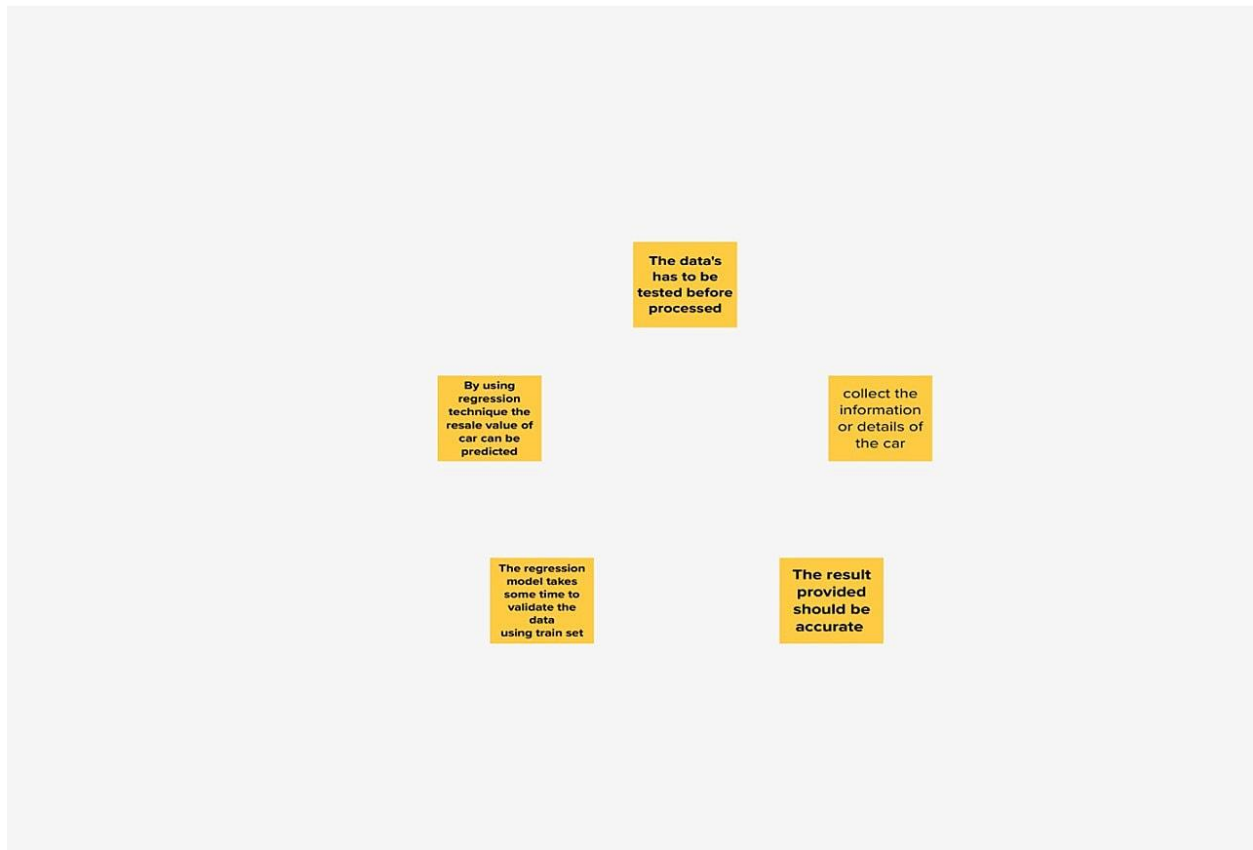 The data's
has to be
tested before
processed
By using
regression
technique the
resale value of
car can be
predicted
collect the
information
or details of
the car
The regression
model takes
some time to
validate the
data
using train set
The result
provided
should be
accurate